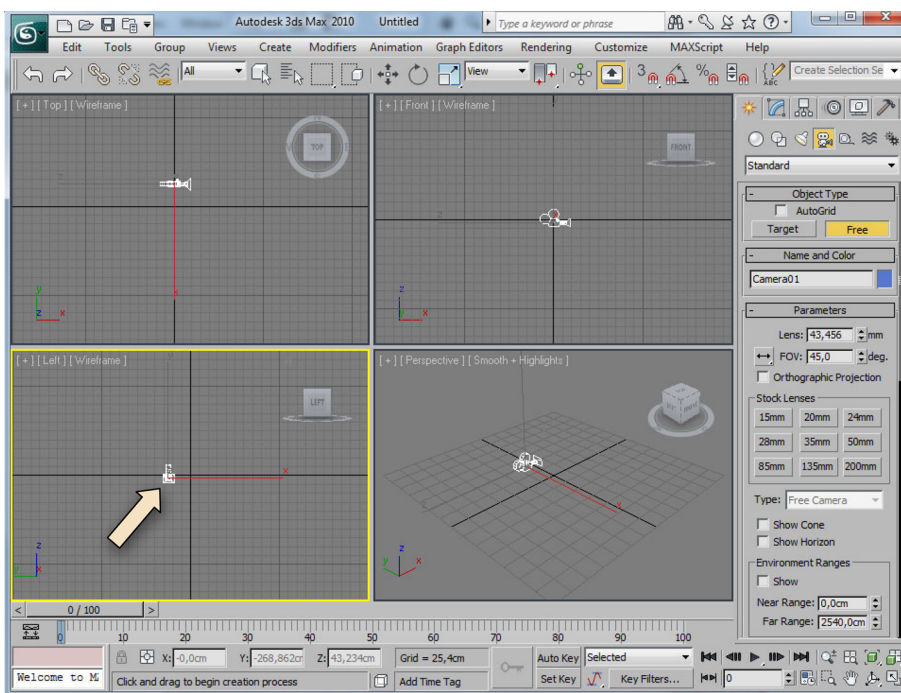 Autodesk 3ds Max 2010 Untitled
Type a keyword or phrase
Edit Tools Group Views Create Modifiers Animation Graph Editors Rendering Customize MAXScript Help
All
View
3
%
ABC
Create Selection Se
[ + ] [ Top ] [ Wireframe ]
[ + ] [ Front ] [ Wireframe ]
TOP
FRONT
Standard
- Object Type
AutoGrid
Target Free
- Name and Color
Camera01
- Parameters
Lens: 43,456 mm
FOV: 45,0 deg.
Orthographic Projection
Stock Lenses
15mm 20mm 24mm
28mm 35mm 50mm
85mm 135mm 200mm
Type: Free Camera
Show Cone
Show Horizon
Environment Ranges
Show
Near Range: 0,0cm
Far Range: 2540,0cm
y
z x
z
x
x
[ + ] [ Left ] [ Wireframe ]
[ + ] [ Perspective ] [ Smooth + Highlights ]
LEFT
x
x
z
y x
z
y x
< 0 / 100 >
0 10 20 30 40 50 60 70 80 90 100
X: -0,0cm Y: -268,862cm Z: 43,234cm Grid = 25,4cm
Auto Key Selected
Welcome to M
Click and drag to begin creation process
Add Time Tag
Set Key Key Filters...
0